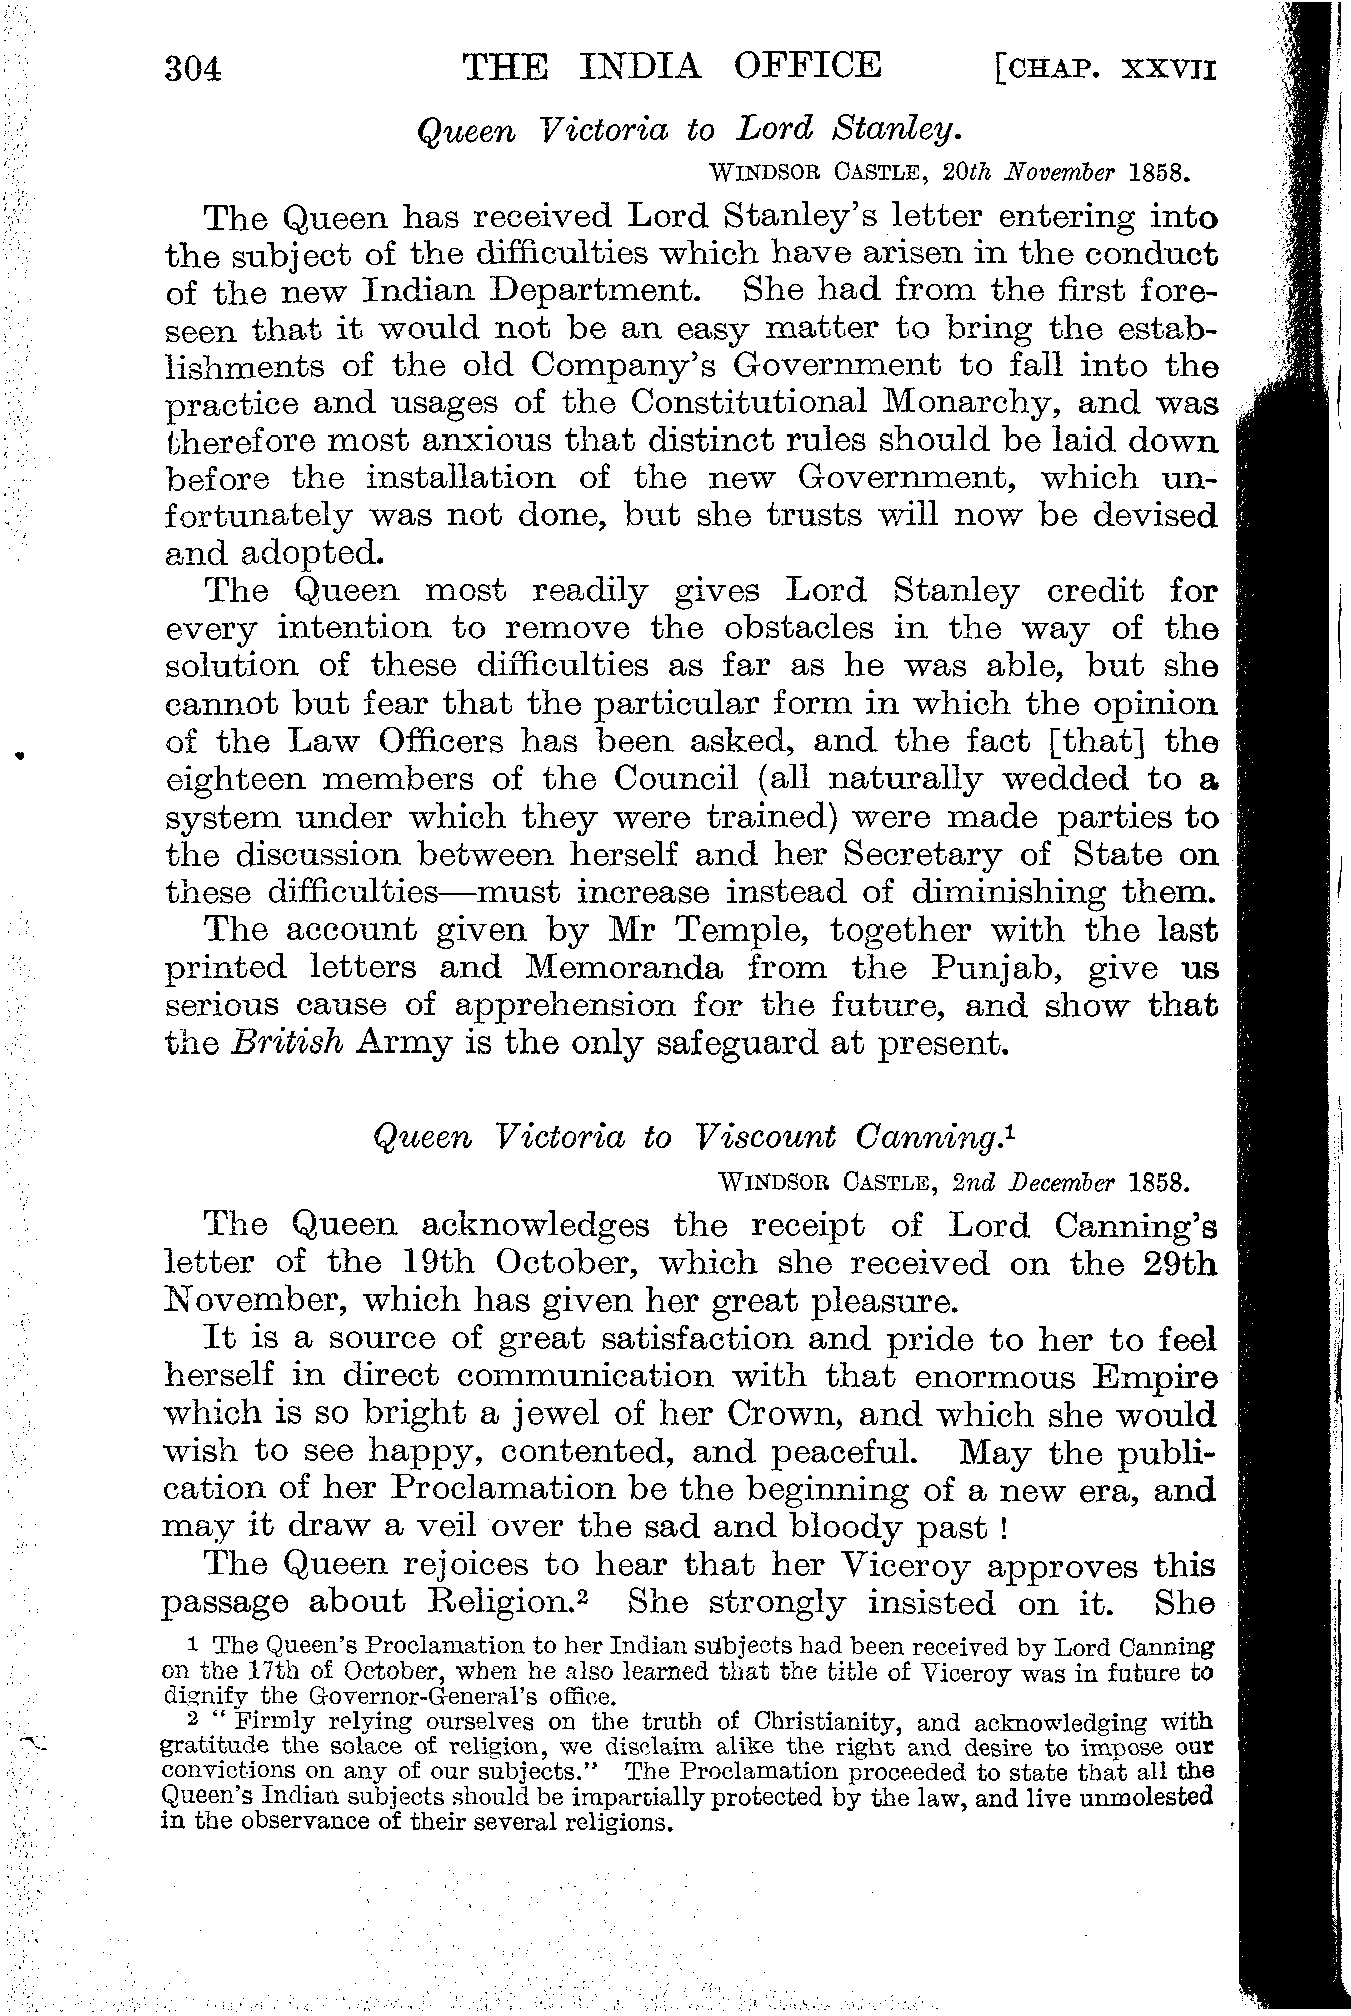 304 THE INDIA OFFICE [CHAP. XXVII
Queen Victoria to Lord Stanley.
WINDSOR CASTLE, 20th November 1858.
The Queen has received Lord Stanley's letter entering into
the subject of the difficulties which have arisen in the conduct
of the new Indian Department. She had from the first fore-
seen that it would not be an easy matter to bring the estab-
lishments of the old Company's Government to fall into the
practice and usages of the Constitutional Monarchy, and was
therefore most anxious that distinct rules should be laid down
before the installation of the new Government, which un-
fortunately was not done, but she trusts will now be devised
and adopted.
The Queen most readily gives Lord Stanley credit for
every intention to remove the obstacles in the way of the
solution of these difficulties as far as he was able, but she
cannot but fear that the particular form in which the opinion
of the Law Officers has been asked, and the fact [that] the
eighteen members of the Council (all naturally wedded to a
system under which they were trained) were made parties to
the discussion between herself and her Secretary of State on
these difficulties—must increase instead of diminishing them.
The account given by Mr Temple, together with the last
printed letters and Memoranda from the Punjab, give us
serious cause of apprehension for the future, and show that
the British Army is the only safeguard at present.
Queen Victoria to Viscount Canning.¹
WINDSOR CASTLE, 2nd December 1858.
The Queen acknowledges the receipt of Lord Canning's
letter of the 19th October, which she received on the 29th
November, which has given her great pleasure.
It is a source of great satisfaction and pride to her to feel
herself in direct communication with that enormous Empire
which is so bright a jewel of her Crown, and which she would
wish to see happy, contented, and peaceful. May the publi-
cation of her Proclamation be the beginning of a new era, and
may it draw a veil over the sad and bloody past !
The Queen rejoices to hear that her Viceroy approves this
passage about Religion.² She strongly insisted on it. She
1 The Queen's Proclamation to her Indian subjects had been received by Lord Canning
on the 17th of October, when he also learned that the title of Viceroy was in future to
dignify the Governor-General's office.
2 "Firmly relying ourselves on the truth of Christianity, and acknowledging with
gratitude the solace of religion, we disclaim alike the right and desire to impose our
convictions on any of our subjects." The Proclamation proceeded to state that all the
Queen's Indian subjects should be impartially protected by the law, and live unmolested
in the observance of their several religions.